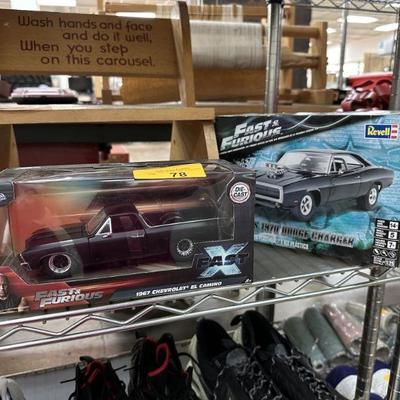 Wash hands and face
and do it well,
When you step
on this carousel.
78
DIE-CAST
FAST & FURIOUS
Revell
1970 DODGE CHARGER
FAST X
FAST & FURIOUS
1967 CHEVROLET EL CAMINO